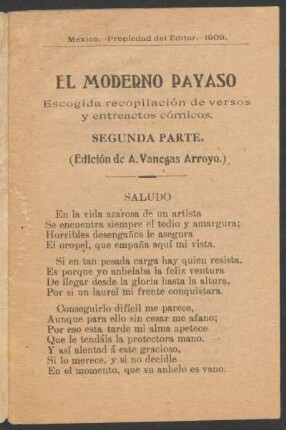 México.—Propiedad del Editor.—1909.
EL MODERNO PAYASO
Escogida recopilación de versos
y entreactos cómicos.
SEGUNDA PARTE.
(Edición de A. Vanegas Arroyo.)
SALUDO
En la vida azarosa de un artista
Se encuentra siempre el tedio y amargura;
Horribles desengaños le asegura
El oropel, que empaña aquí mi vista.
Si en tan pesada carga hay quien resista,
Es porque yo anhelaba la feliz ventura
De llegar desde la gloria hasta la altura,
Por si un laurel mi frente conquistara.
Conseguirlo difícil me parece,
Aunque para ello sin cesar me afano;
Por eso esta tarde mi alma apetece
Que le tendáis la protectora mano.
Y así alentad á este gracioso,
Si lo merece, y si no decidle
En el momento, que su anhelo es vano.